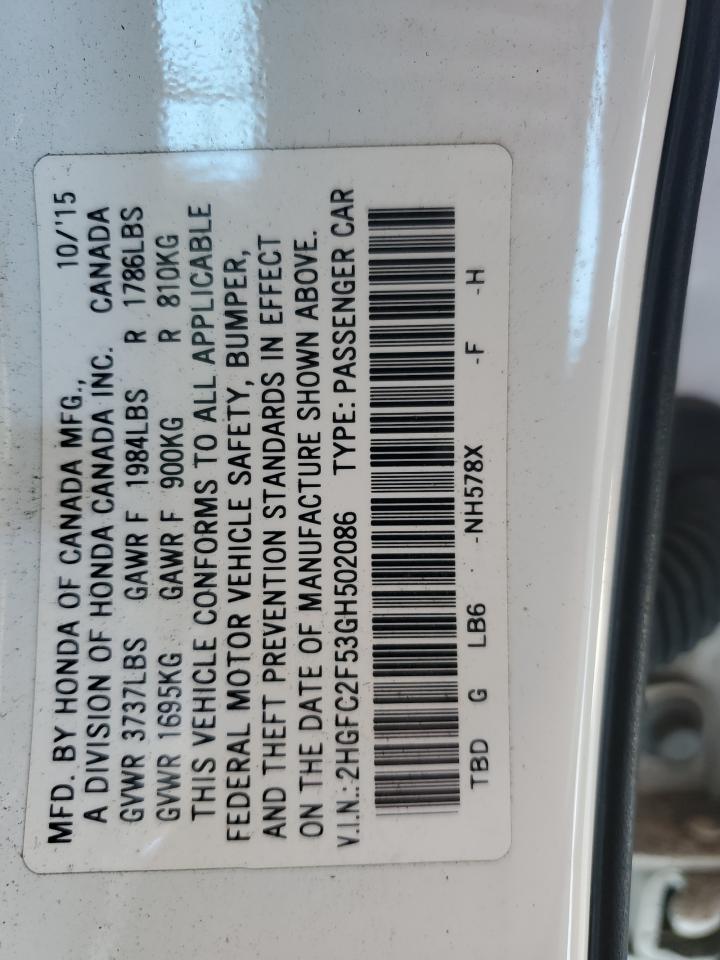 MFD. BY HONDA OF CANADA MFG., 10/'15
A DIVISION OF HONDA CANADA INC. CANADA
GVWR 3737LBS GAWR F 1984LBS R 1786LBS
GVWR 1695KG GAWR F 900KG R 810KG
THIS VEHICLE CONFORMS TO ALL APPLICABLE
FEDERAL MOTOR VEHICLE SAFETY, BUMPER,
AND THEFT PREVENTION STANDARDS IN EFFECT
ON THE DATE OF MANUFACTURE SHOWN ABOVE.
V.I.N.:2HGFC2F53GH502086 TYPE: PASSENGER CAR
TBD G LB6 -NH578X -F -H